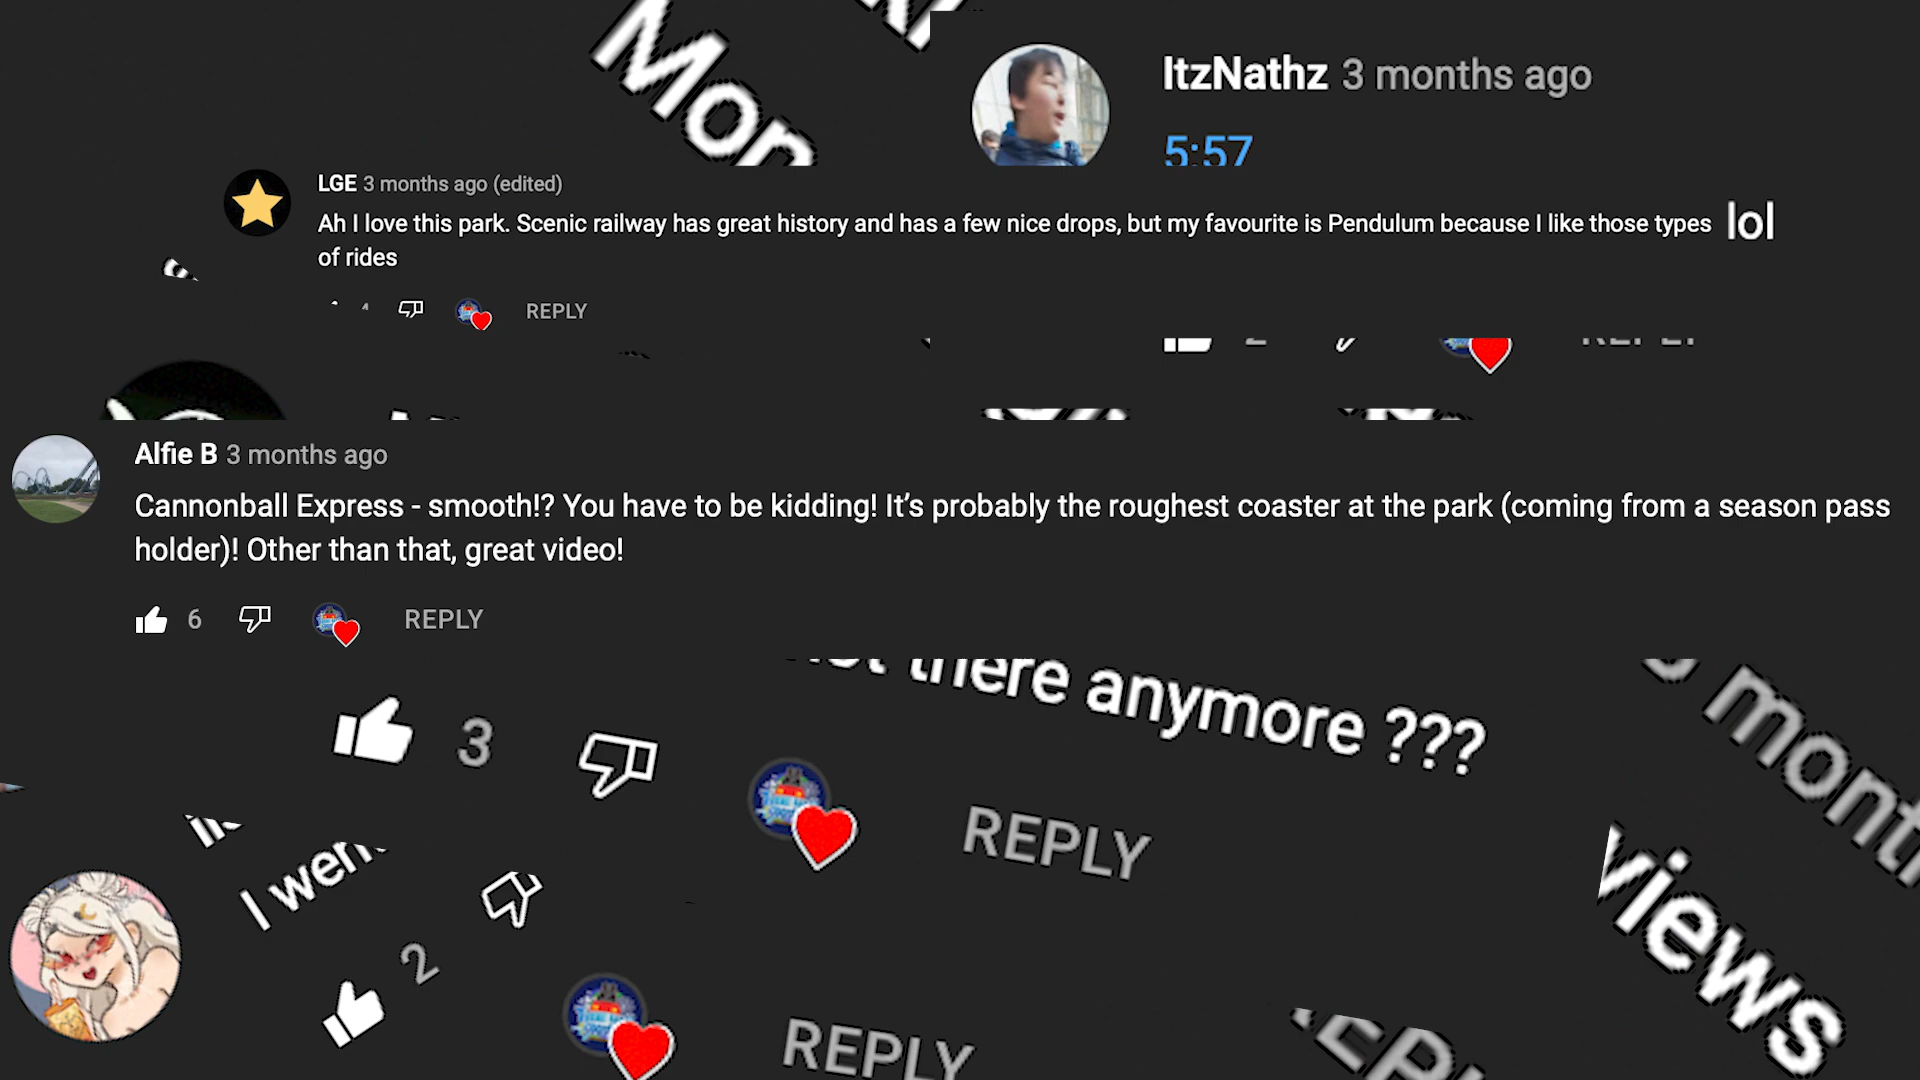 Mon
ItzNathz 3 months ago
5:57
LGE 3 months ago (edited)
Ah I love this park. Scenic railway has great history and has a few nice drops, but my favourite is Pendulum because I like those types
lol
of rides
REPLY
Alfie B 3 months ago
Cannonball Express - smooth!? You have to be kidding! It’s probably the roughest coaster at the park (coming from a season pass
holder)! Other than that, great video!
6 REPLY
there anymore ???
3 REPLY
mont
I went
views
2 REPLY